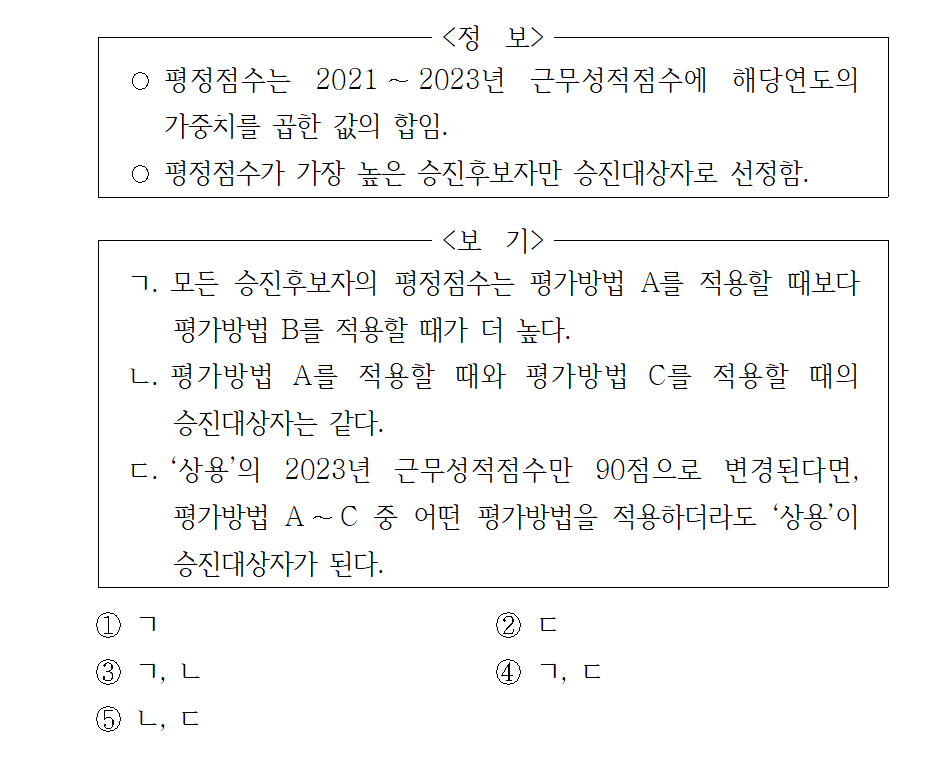 <정 보>
○ 평정점수는 2021 ~ 2023년 근무성적점수에 해당연도의
가중치를 곱한 값의 합임.
○ 평정점수가 가장 높은 승진후보자만 승진대상자로 선정함.
<보 기>
ㄱ. 모든 승진후보자의 평정점수는 평가방법 A를 적용할 때보다
평가방법 B를 적용할 때가 더 높다.
ㄴ. 평가방법 A를 적용할 때와 평가방법 C를 적용할 때의
승진대상자는 같다.
ㄷ. ‘상용’의 2023년 근무성적점수만 90점으로 변경된다면,
평가방법 A ~ C 중 어떤 평가방법을 적용하더라도 ‘상용’이
승진대상자가 된다.
① ㄱ ② ㄷ
③ ㄱ, ㄴ ④ ㄱ, ㄷ
⑤ ㄴ, ㄷ